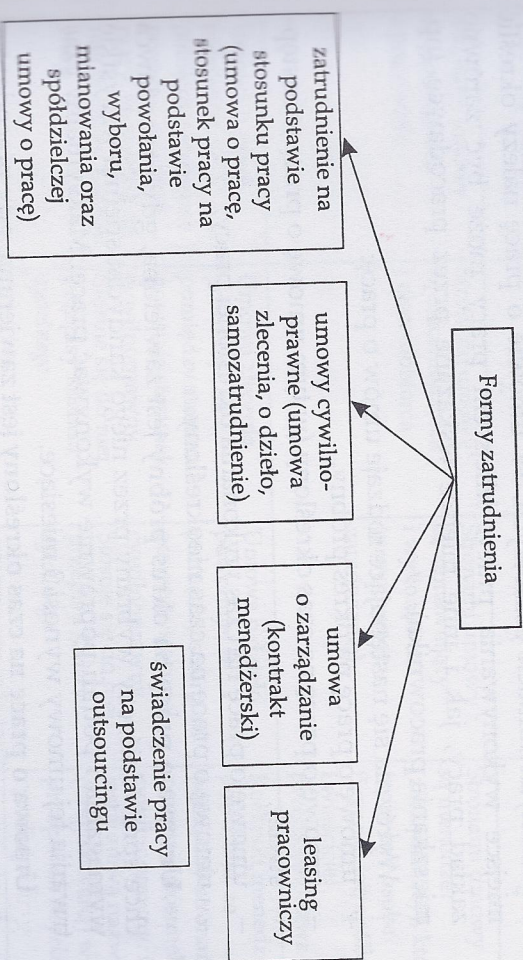 Formy zatrudnienia
zatrudnienie na
podstawie
stosunku pracy
(umowa o pracę,
stosunek pracy na
podstawie
powołania,
wyboru,
mianowania oraz
spółdzielczej
umowy o pracę)
umowy cywilno-
prawne (umowa
zlecenia, o dzieło,
samozatrudnienie)
umowa
o zarządzanie
(kontrakt
menedżerski)
leasing
pracowniczy
świadczenie pracy
na podstawie
outsourcingu